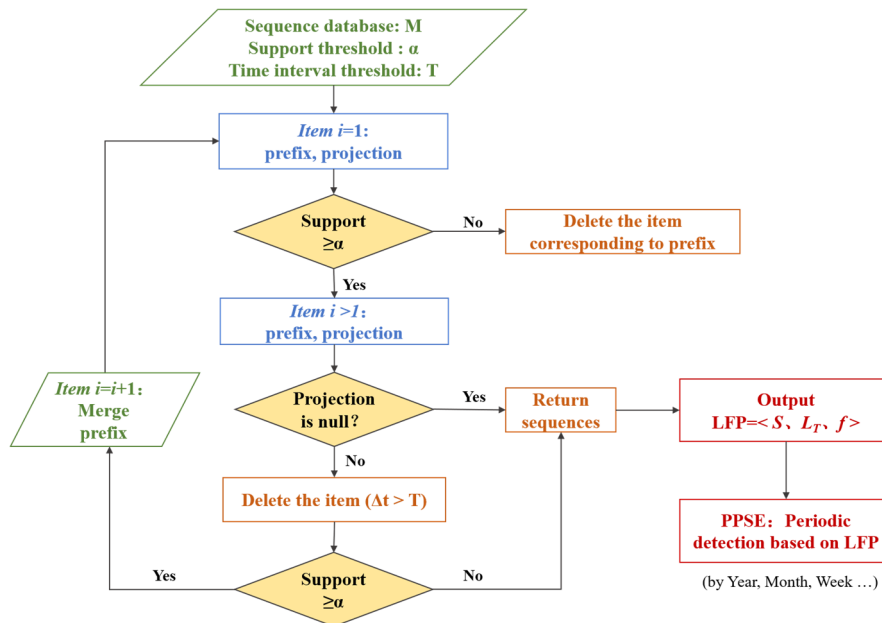 Sequence database: M
Support threshold : α
Time interval threshold: T
Item i=1:
prefix, projection
Support
≥α
No
Delete the item
corresponding to prefix
Yes
Item i >1:
prefix, projection
Item i=i+1:
Merge
prefix
Projection
is null?
Yes
Return
sequences
Output
LFP=< S、L_T、f >
No
Delete the item (Δt > T)
PPSE: Periodic
detection based on LFP
Yes
Support
≥α
No
(by Year, Month, Week …)